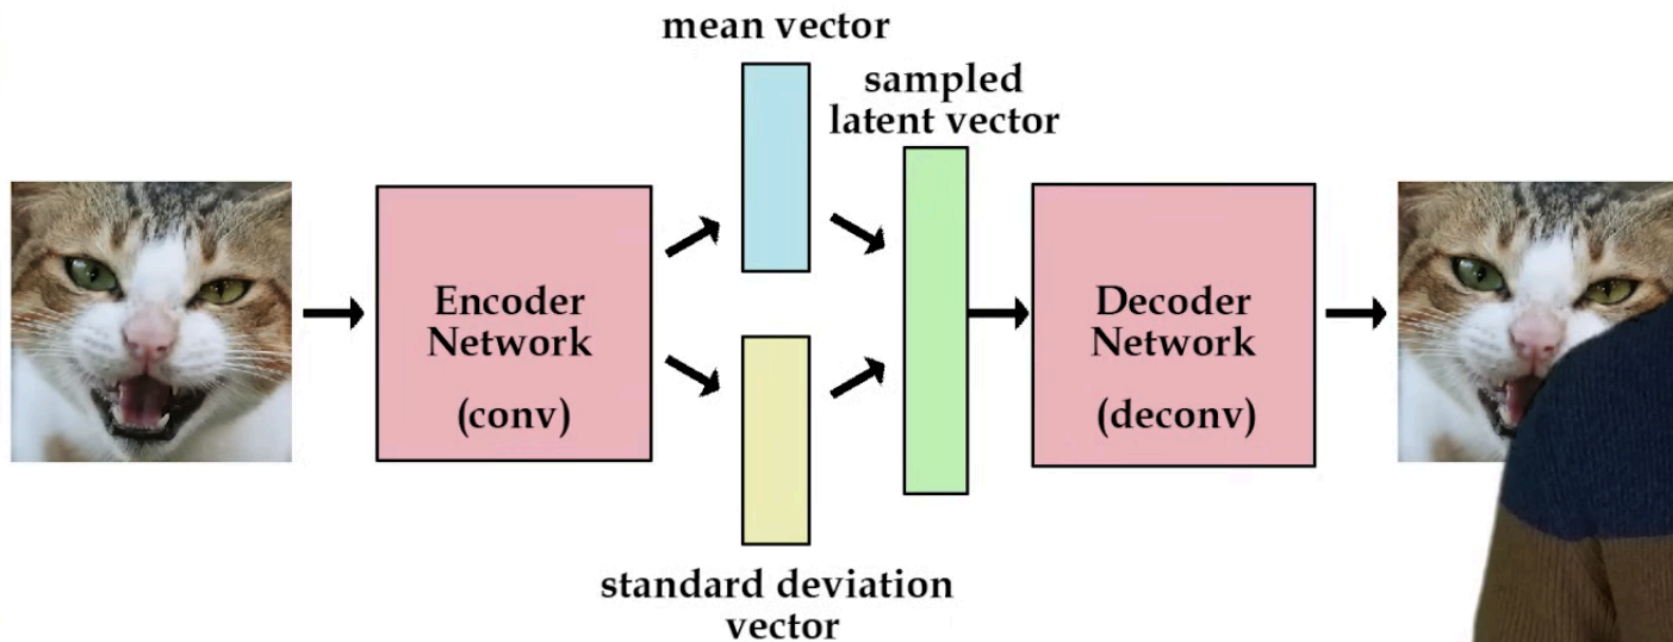 mean vector
sampled
latent vector
Encoder
Network
(conv)
Decoder
Network
(deconv)
standard deviation
vector